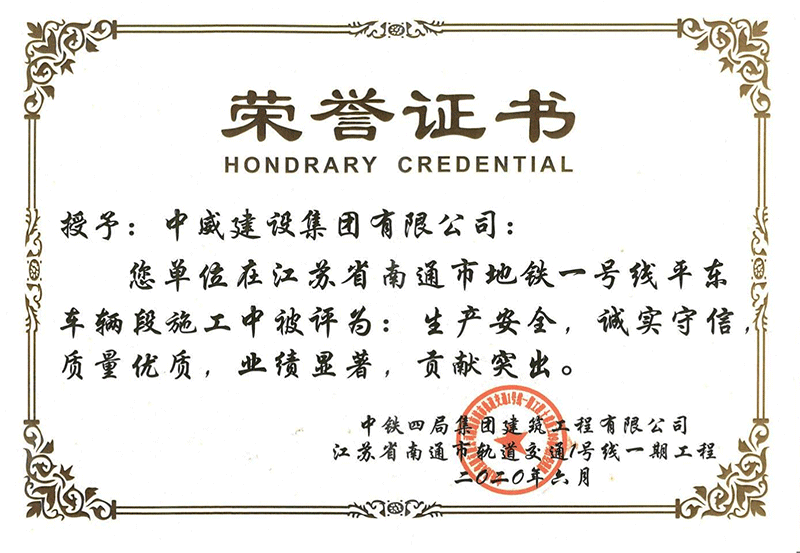 荣誉证书
HONDRARY CREDENTIAL
授予：中威建设集团有限公司：
您单位在江苏省南通市地铁一号线平东
车辆段施工中被评为：生产安全，诚实守信，
质量优质，业绩显著，贡献突出。
中铁四局集团建筑工程有限公司
江苏省南通市轨道交通1号线一期工程
二〇二〇年六月